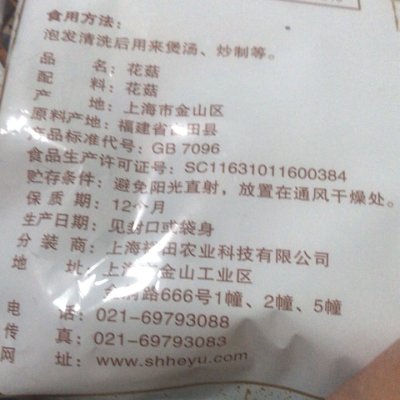 食用方法：
泡发清洗后用来煲汤、炒制等。
品 名：花菇
配 料：花菇
产 地：上海市金山区
原料产地：福建省 田县
产品标准代号：GB 7096
食品生产许可证号：SC11631011600384
贮存条件：避免阳光直射，放置在通风干燥处。
保 质 期：12个月
生产日期：见封口或袋身
分 装 商：上海 田农业科技有限公司
地 址：上海市金山工业区
路666号1幢、2幢、5幢
电 话：021-69793088
传 真：021-69793083
网 址：www.shheyu.com